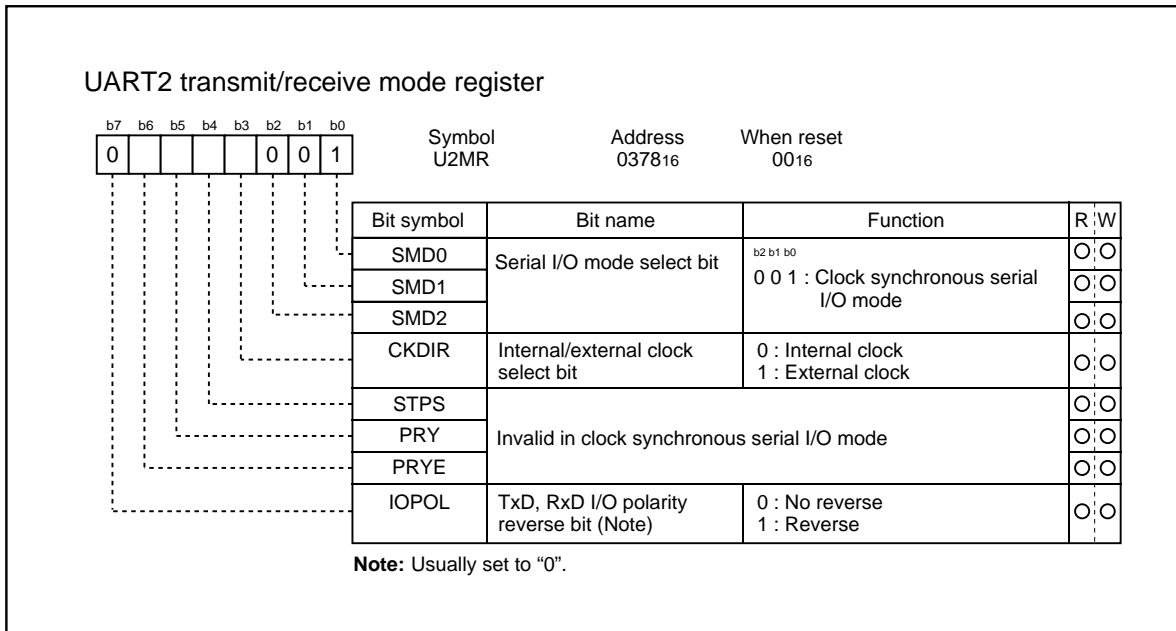 UART2 transmit/receive mode register
b7 b6 b5 b4 b3 b2 b1 b0
0 0 0 1
Symbol Address When reset
U2MR 037816 0016
Bit symbol Bit name Function R W
SMD0 Serial I/O mode select bit b2 b1 b0
0 0 1 : Clock synchronous serial
I/O mode
SMD1
SMD2
CKDIR Internal/external clock
select bit
0 : Internal clock
1 : External clock
STPS
PRY Invalid in clock synchronous serial I/O mode
PRYE
IOPOL TxD, RxD I/O polarity
reverse bit (Note)
0 : No reverse
1 : Reverse
Note: Usually set to “0”.